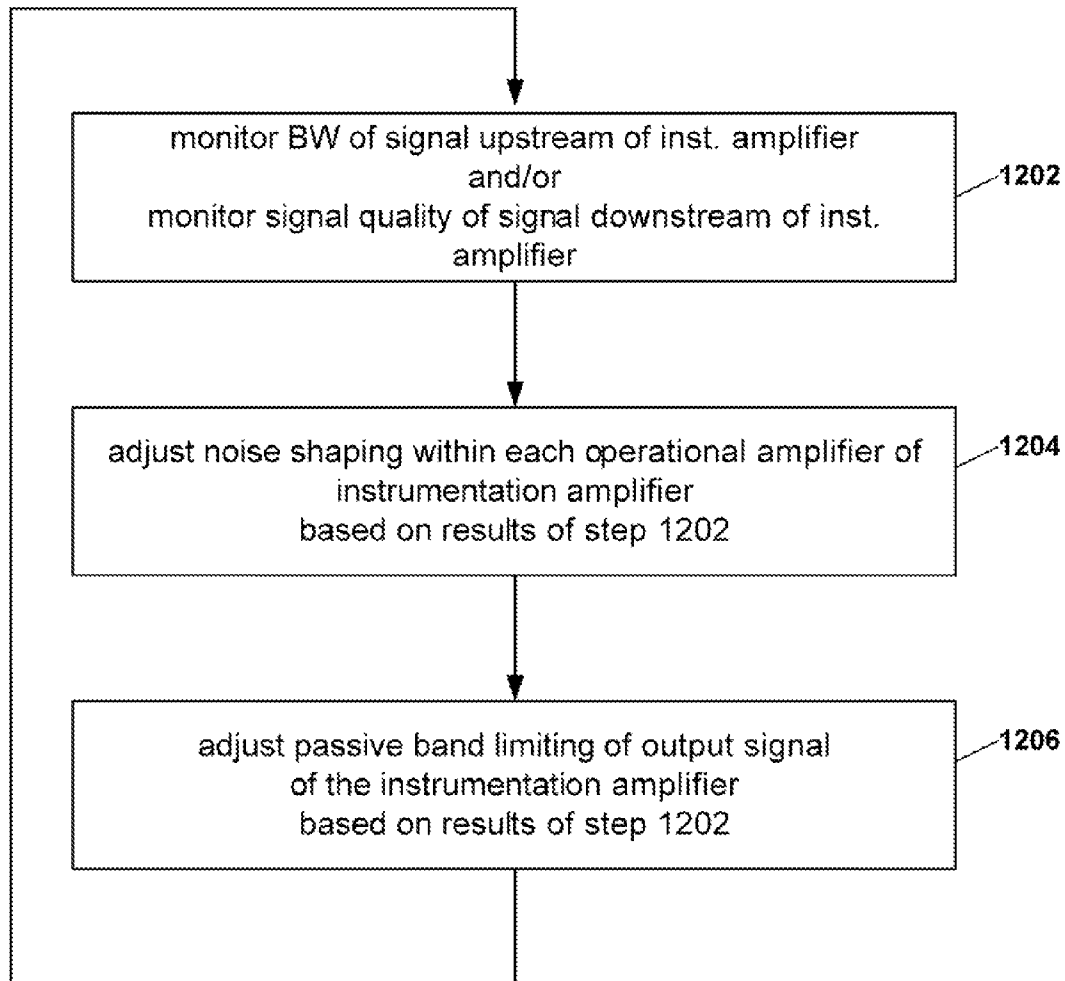 monitor BW of signal upstream of inst. amplifier
and/or
monitor signal quality of signal downstream of inst.
amplifier
1202
adjust noise shaping within each operational amplifier of
instrumentation amplifier
based on results of step 1202
1204
adjust passive band limiting of output signal
of the instrumentation amplifier
based on results of step 1202
1206